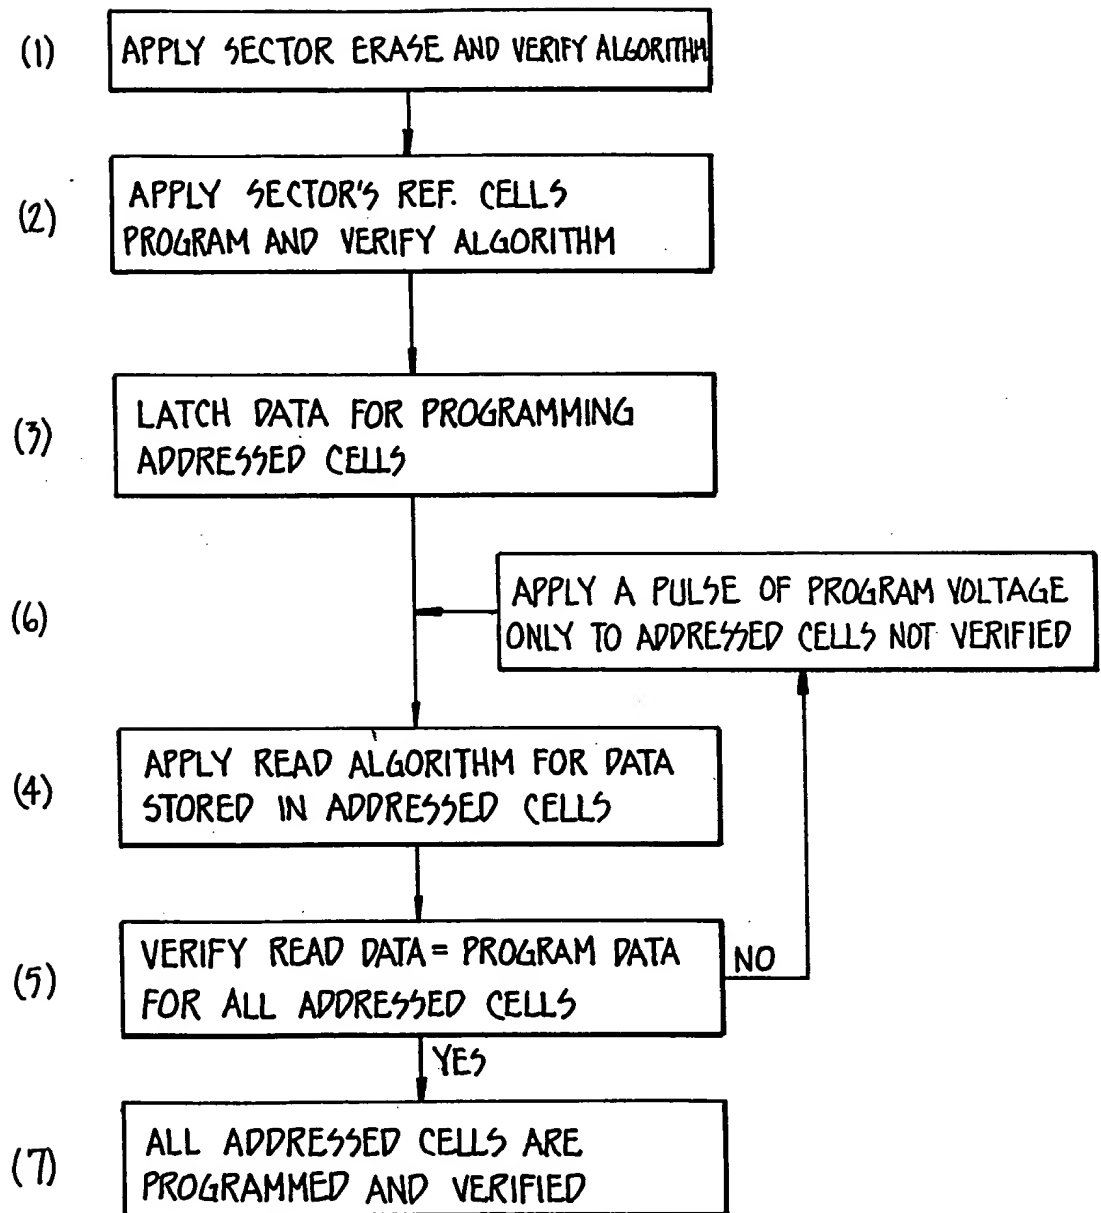 (1)
APPLY SECTOR ERASE AND VERIFY ALGORITHM
(2)
APPLY SECTOR'S REF. CELLS
PROGRAM AND VERIFY ALGORITHM
(3)
LATCH DATA FOR PROGRAMMING
ADDRESSED CELLS
(6)
APPLY A PULSE OF PROGRAM VOLTAGE
ONLY TO ADDRESSED CELLS NOT VERIFIED
(4)
APPLY READ ALGORITHM FOR DATA
STORED IN ADDRESSED CELLS
(5)
VERIFY READ DATA = PROGRAM DATA
FOR ALL ADDRESSED CELLS
NO
YES
(7)
ALL ADDRESSED CELLS ARE
PROGRAMMED AND VERIFIED